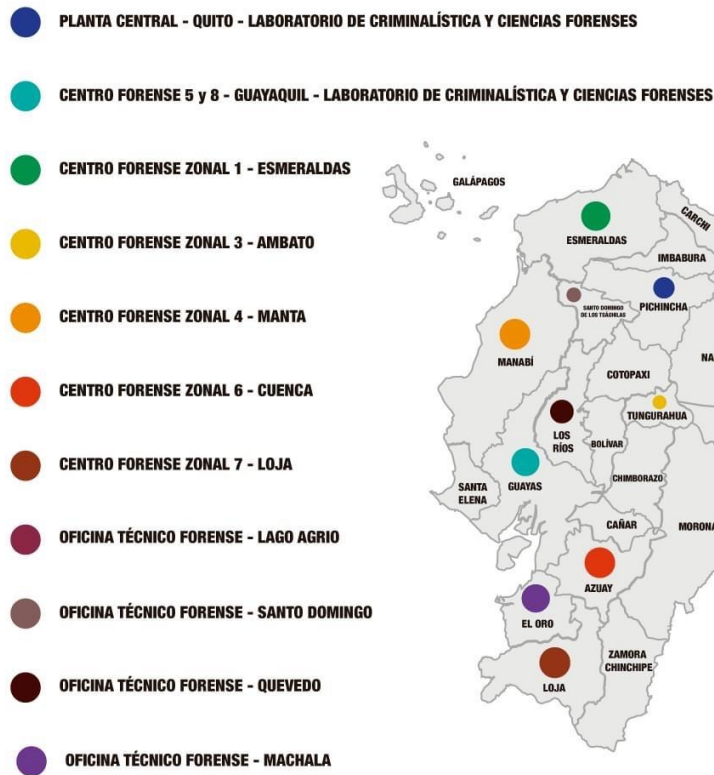 PLANTA CENTRAL - QUITO - LABORATORIO DE CRIMINALÍSTICA Y CIENCIAS FORENSES
CENTRO FORENSE 5 y 8 - GUAYAQUIL - LABORATORIO DE CRIMINALÍSTICA Y CIENCIAS FORENSES
CENTRO FORENSE ZONAL 1 - ESMERALDAS
CENTRO FORENSE ZONAL 3 - AMBATO
CENTRO FORENSE ZONAL 4 - MANTA
CENTRO FORENSE ZONAL 6 - CUENCA
CENTRO FORENSE ZONAL 7 - LOJA
OFICINA TÉCNICO FORENSE - LAGO AGRIO
OFICINA TÉCNICO FORENSE - SANTO DOMINGO
OFICINA TÉCNICO FORENSE - QUEVEDO
OFICINA TÉCNICO FORENSE - MACHALA
GALÁPAGOS
CARCHI
ESMERALDAS
IMBABURA
PICHINCHA
SANTO DOMINGO
DE LOS TSÁCHILAS
MANABÍ
NA
COTOPAXI
TUNGURAHUA
LOS
RÍOS
BOLÍVAR
CHIMBORAZO
GUAYAS
SANTA
ELENA
CAÑAR
MORONA
AZUAY
EL ORO
ZAMORA
CHINCHIPE
LOJA